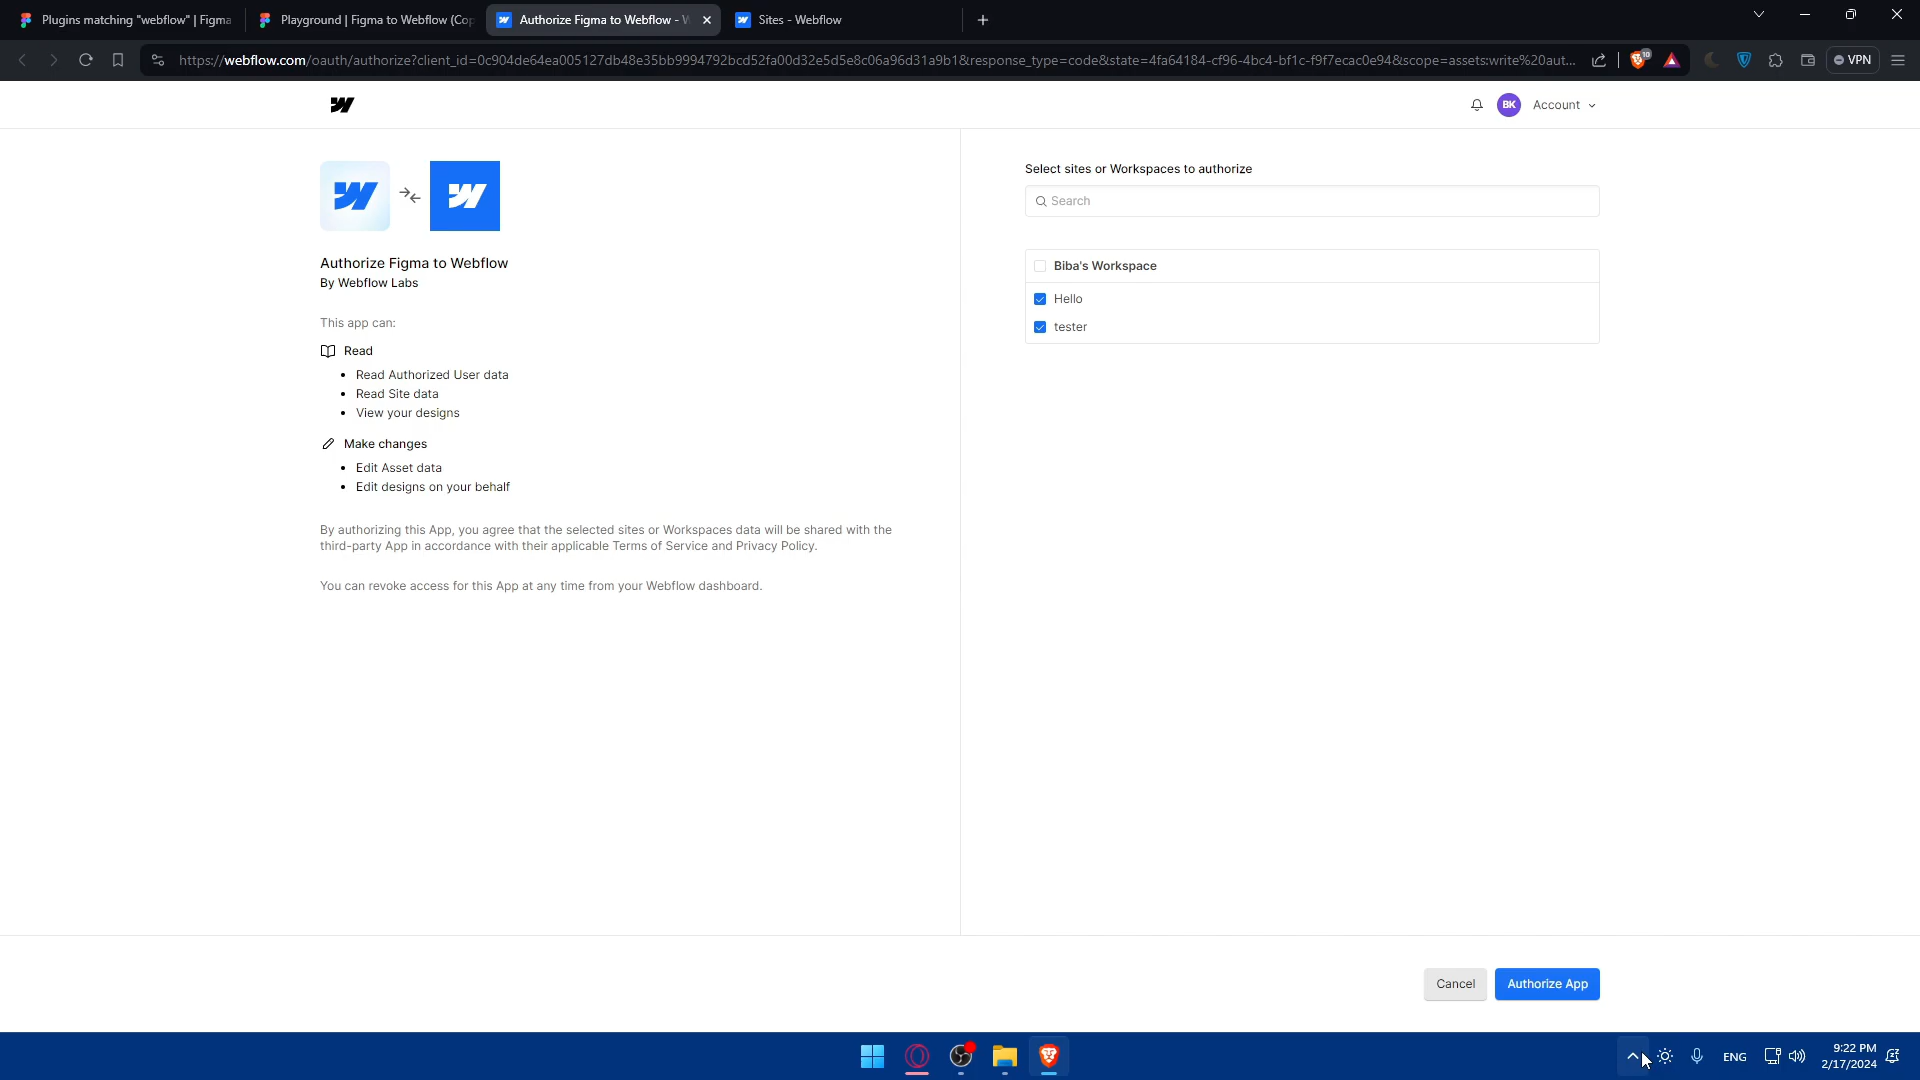 Plugins matching "webflow" | Figma
Playground | Figma to Webflow (Cop
Authorize Figma to Webflow - W
Sites - Webflow
https://webflow.com/oauth/authorize?client_id=0c904de64ea005127db48e35bb9994792bcd52fa00d32e5d5e8c06a96d31a9b1&response_type=code&state=4fa64184-cf96-4bc4-bf1c-f9f7ecac0e94&scope=assets:write%20aut...
10
VPN
BK
Account
Authorize Figma to Webflow
By Webflow Labs
This app can:
Read
• Read Authorized User data
• Read Site data
• View your designs
Make changes
• Edit Asset data
• Edit designs on your behalf
By authorizing this App, you agree that the selected sites or Workspaces data will be shared with the
third-party App in accordance with their applicable Terms of Service and Privacy Policy.
You can revoke access for this App at any time from your Webflow dashboard.
Select sites or Workspaces to authorize
Search
Biba's Workspace
Hello
tester
Cancel
Authorize App
ENG
9:22 PM
2/17/2024